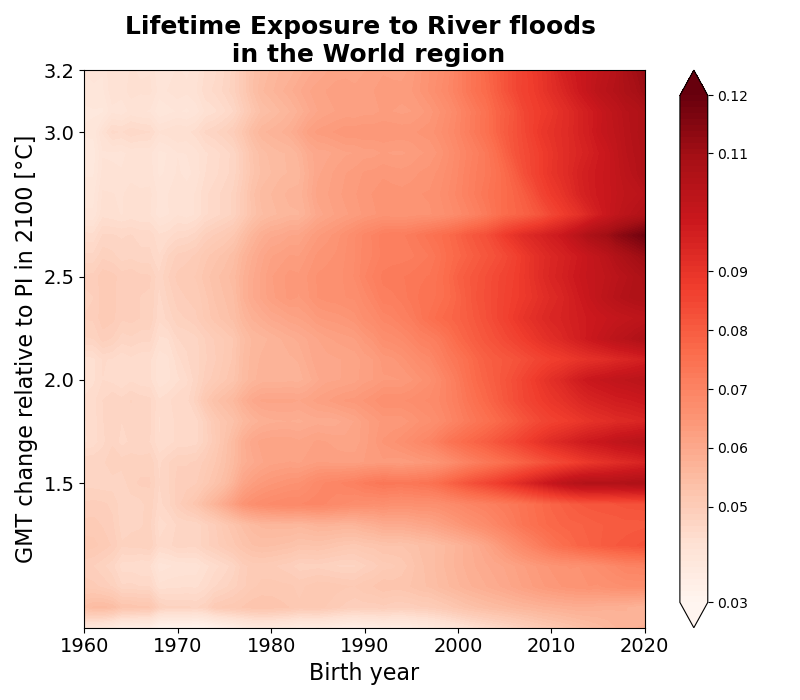 Lifetime Exposure to River floods
in the World region
GMT change relative to PI in 2100 [°C]
3.2
3.0
2.5
2.0
1.5
1960 1970 1980 1990 2000 2010 2020
Birth year
0.12
0.11
0.09
0.08
0.07
0.06
0.05
0.03